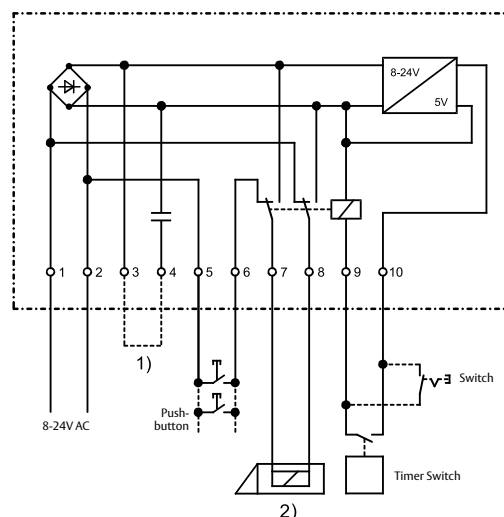 8-24V
5V
1 2 3 4 5 6 7 8 9 10
1)
8-24V AC
Push-
button
Switch
Timer Switch
2)